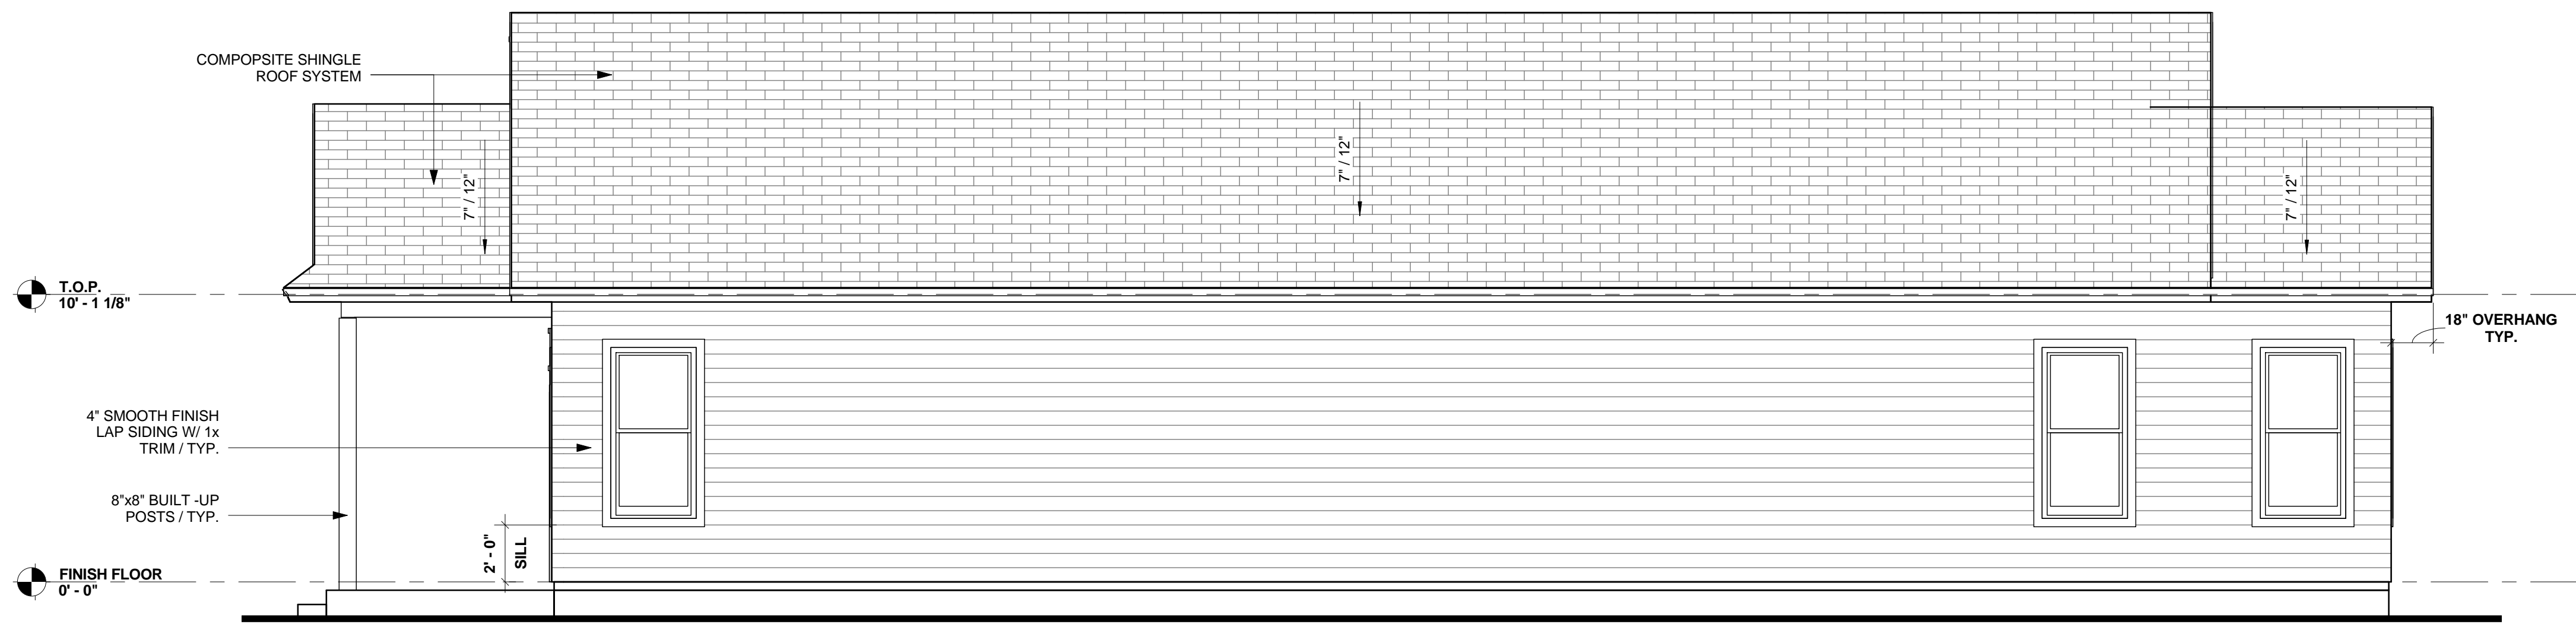 COMPOPSITE SHINGLE
ROOF SYSTEM
7" / 12"
7" / 12"
7" / 12"
T.O.P.
10' - 1 1/8"
18" OVERHANG
TYP.
4" SMOOTH FINISH
LAP SIDING W/ 1x
TRIM / TYP.
8"x8" BUILT -UP
POSTS / TYP.
2' - 0"
SILL
FINISH FLOOR
0' - 0"